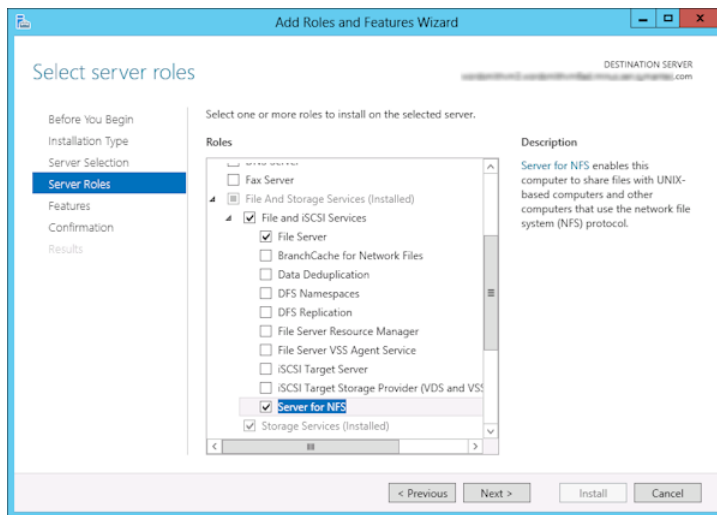 Add Roles and Features Wizard
Select server roles
DESTINATION SERVER
.com
Before You Begin
Installation Type
Server Selection
Server Roles
Features
Confirmation
Results
Select one or more roles to install on the selected server.
Roles
Fax Server
File And Storage Services (Installed)
File and iSCSI Services
File Server
BranchCache for Network Files
Data Deduplication
DFS Namespaces
DFS Replication
File Server Resource Manager
File Server VSS Agent Service
iSCSI Target Server
iSCSI Target Storage Provider (VDS and VSS
Server for NFS
Storage Services (Installed)
Description
Server for NFS enables this
computer to share files with UNIX-
based computers and other
computers that use the network file
system (NFS) protocol.
< Previous
Next >
Install
Cancel